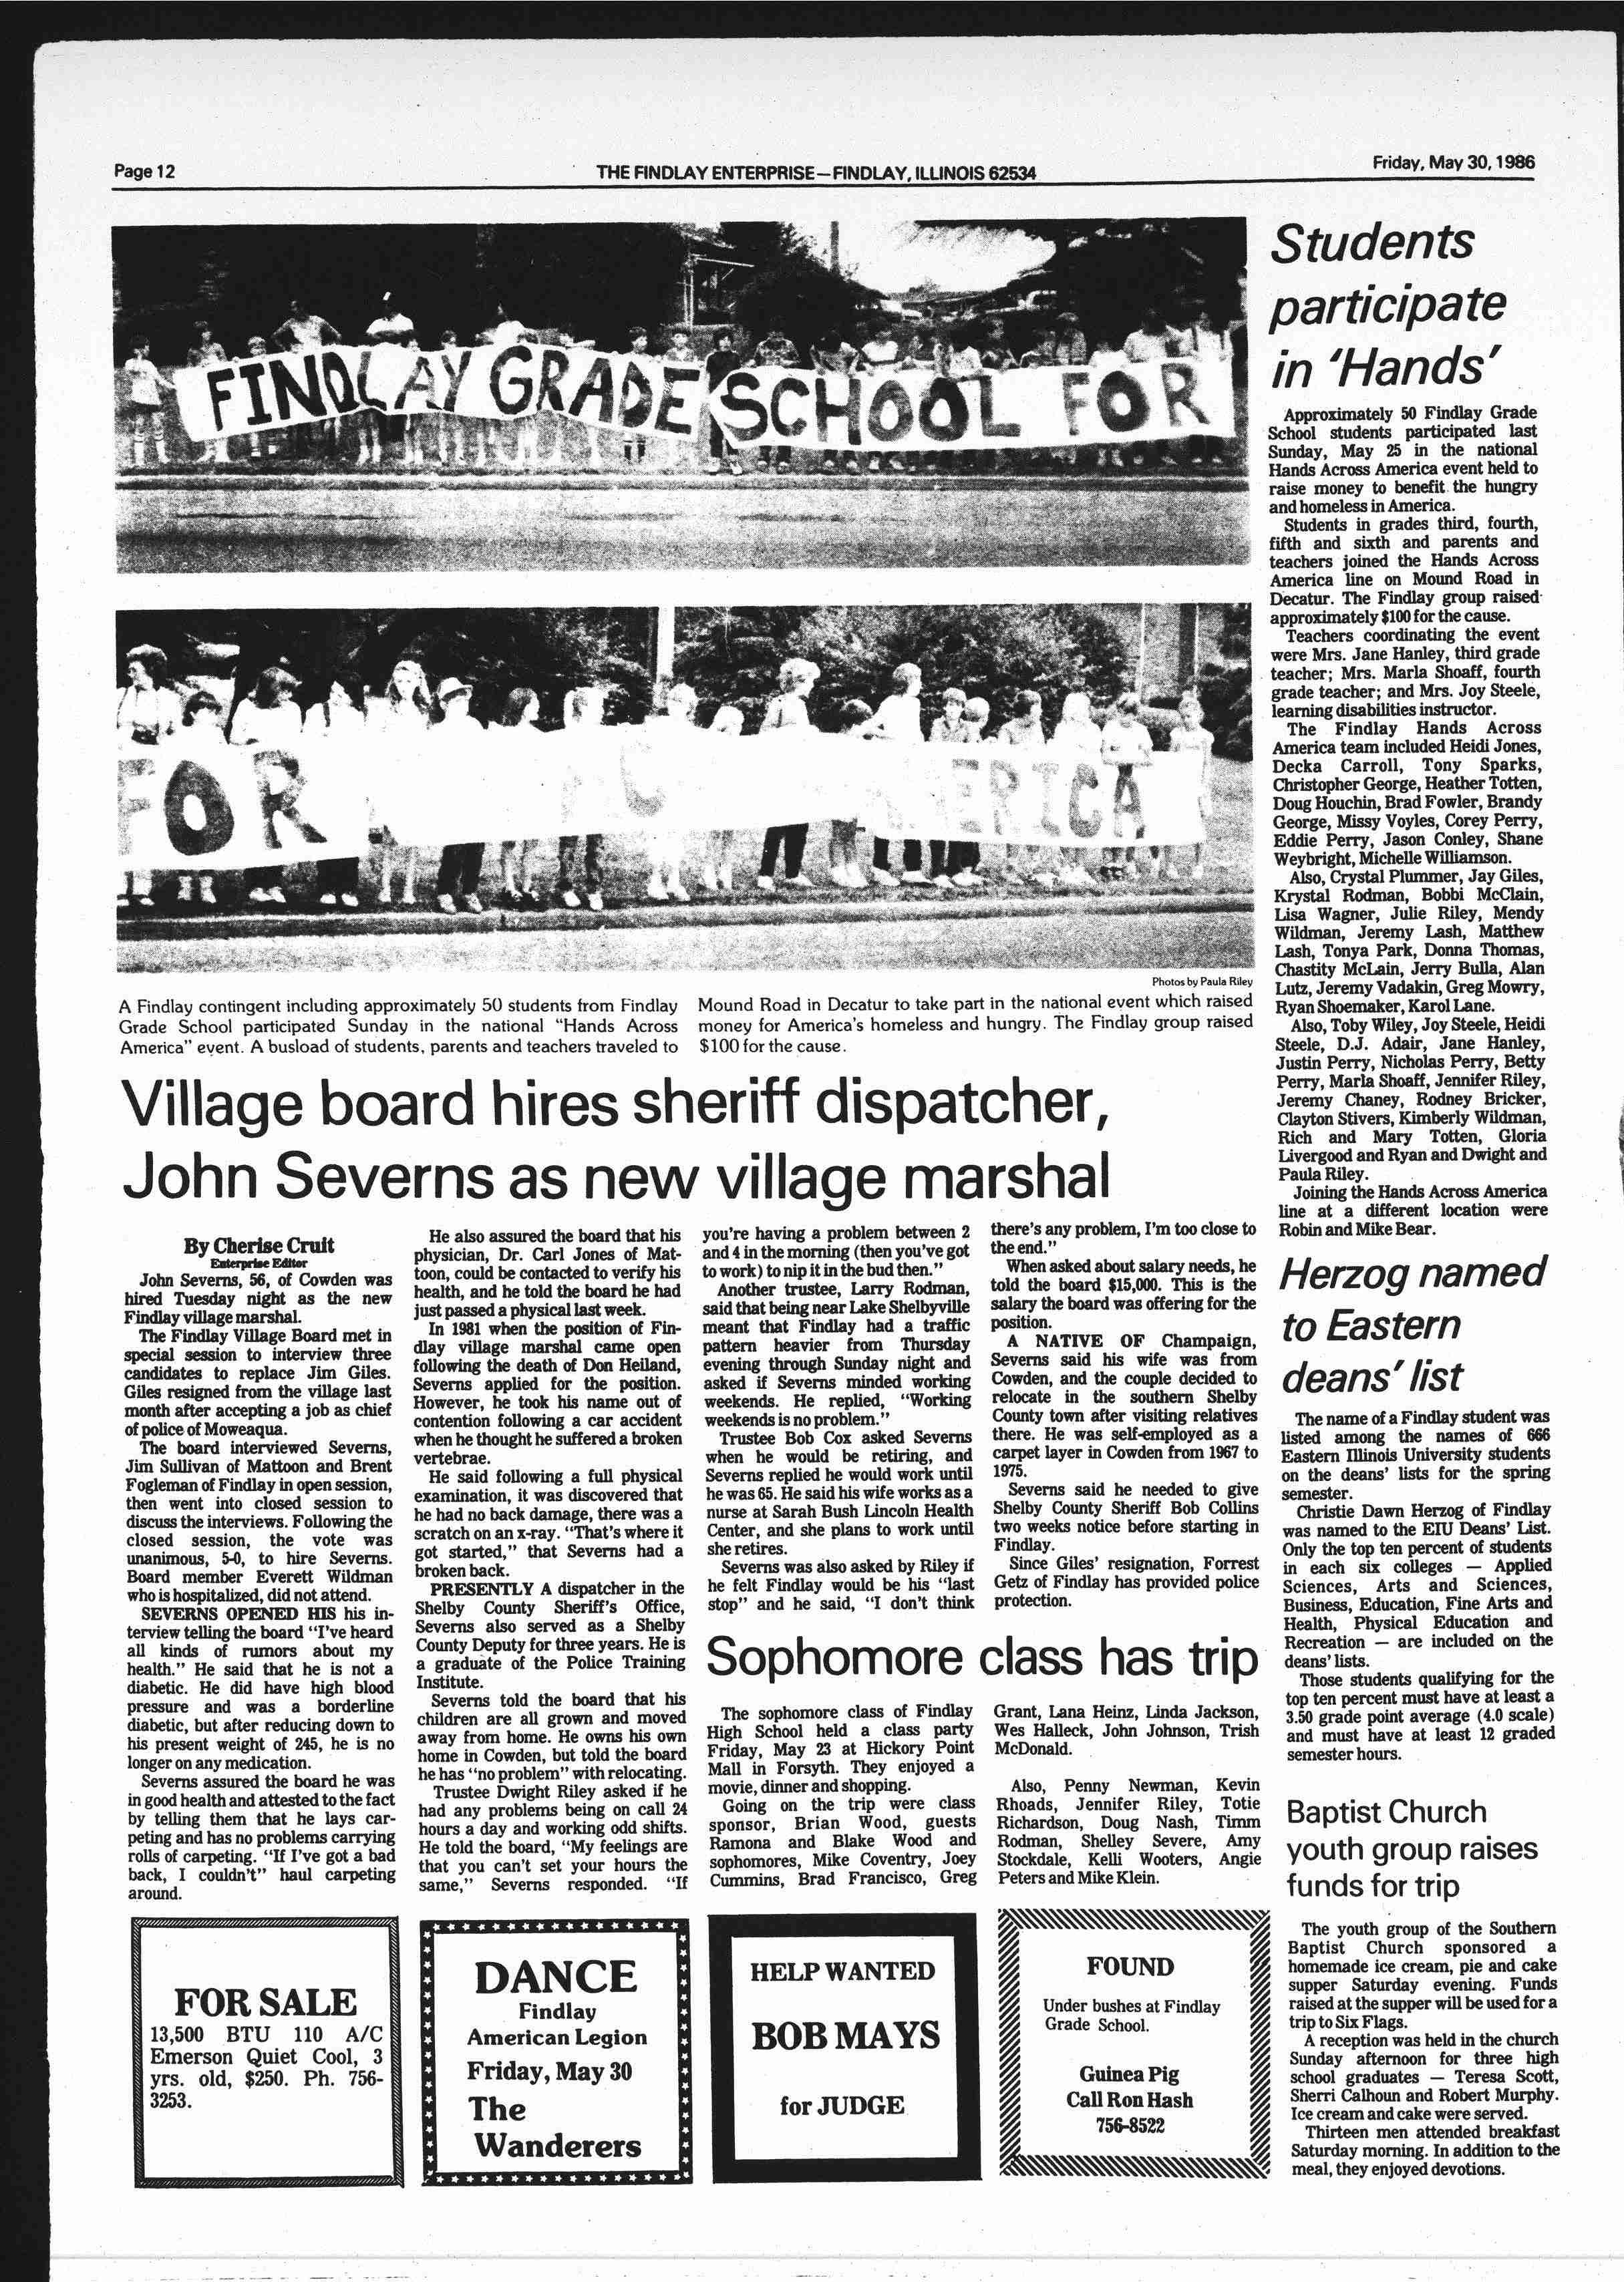 Page 12
THE FINDLAY ENTERPRISE—FINDLAY, ILLINOIS 62534
Friday, May 30, 1986
FINDLAY GRADE SCHOOL FOR
FOR
ERICA
Photos by Paula Riley
A Findlay contingent including approximately 50 students from Findlay
Grade School participated Sunday in the national "Hands Across
America" event. A busload of students, parents and teachers traveled to
Mound Road in Decatur to take part in the national event which raised
money for America's homeless and hungry. The Findlay group raised
$100 for the cause.
Students
participate
in 'Hands'
Approximately 50 Findlay Grade
School students participated last
Sunday, May 25 in the national
Hands Across America event held to
raise money to benefit the hungry
and homeless in America.
Students in grades third, fourth,
fifth and sixth and parents and
teachers joined the Hands Across
America line on Mound Road in
Decatur. The Findlay group raised
approximately $100 for the cause.
Teachers coordinating the event
were Mrs. Jane Hanley, third grade
teacher; Mrs. Marla Shoaff, fourth
grade teacher; and Mrs. Joy Steele,
learning disabilities instructor.
The Findlay Hands Across
America team included Heidi Jones,
Decka Carroll, Tony Sparks,
Christopher George, Heather Totten,
Doug Houchin, Brad Fowler, Brandy
George, Missy Voyles, Corey Perry,
Eddie Perry, Jason Conley, Shane
Weybright, Michelle Williamson.
Also, Crystal Plummer, Jay Giles,
Krystal Rodman, Bobbi McClain,
Lisa Wagner, Julie Riley, Mendy
Wildman, Jeremy Lash, Matthew
Lash, Tonya Park, Donna Thomas,
Chastity McLain, Jerry Bulla, Alan
Lutz, Jeremy Vadakin, Greg Mowry,
Ryan Shoemaker, Karol Lane.
Also, Toby Wiley, Joy Steele, Heidi
Steele, D.J. Adair, Jane Hanley,
Justin Perry, Nicholas Perry, Betty
Perry, Marla Shoaff, Jennifer Riley,
Jeremy Chaney, Rodney Bricker,
Clayton Stivers, Kimberly Wildman,
Rich and Mary Totten, Gloria
Livergood and Ryan and Dwight and
Paula Riley.
Joining the Hands Across America
line at a different location were
Robin and Mike Bear.
Village board hires sheriff dispatcher,
John Severns as new village marshal
By Cherise Cruit
Enterprise Editor
John Severns, 56, of Cowden was
hired Tuesday night as the new
Findlay village marshal.
The Findlay Village Board met in
special session to interview three
candidates to replace Jim Giles.
Giles resigned from the village last
month after accepting a job as chief
of police of Moweaqua.
The board interviewed Severns,
Jim Sullivan of Mattoon and Brent
Fogleman of Findlay in open session,
then went into closed session to
discuss the interviews. Following the
closed session, the vote was
unanimous, 5-0, to hire Severns.
Board member Everett Wildman
who is hospitalized, did not attend.
SEVERNS OPENED HIS his in-
terview telling the board "I've heard
all kinds of rumors about my
health." He said that he is not a
diabetic. He did have high blood
pressure and was a borderline
diabetic, but after reducing down to
his present weight of 245, he is no
longer on any medication.
Severns assured the board he was
in good health and attested to the fact
by telling them that he lays car-
peting and has no problems carrying
rolls of carpeting. "If I've got a bad
back, I couldn't" haul carpeting
around.
He also assured the board that his
physician, Dr. Carl Jones of Mat-
toon, could be contacted to verify his
health, and he told the board he had
just passed a physical last week.
In 1981 when the position of Fin-
dlay village marshal came open
following the death of Don Heiland,
Severns applied for the position.
However, he took his name out of
contention following a car accident
when he thought he suffered a broken
vertebrae.
He said following a full physical
examination, it was discovered that
he had no back damage, there was a
scratch on an x-ray. "That's where it
got started," that Severns had a
broken back.
PRESENTLY A dispatcher in the
Shelby County Sheriff's Office,
Severns also served as a Shelby
County Deputy for three years. He is
a graduate of the Police Training
Institute.
Severns told the board that his
children are all grown and moved
away from home. He owns his own
home in Cowden, but told the board
he has "no problem" with relocating.
Trustee Dwight Riley asked if he
had any problems being on call 24
hours a day and working odd shifts.
He told the board, "My feelings are
that you can't set your hours the
same," Severns responded. "If
you're having a problem between 2
and 4 in the morning (then you've got
to work) to nip it in the bud then."
Another trustee, Larry Rodman,
said that being near Lake Shelbyville
meant that Findlay had a traffic
pattern heavier from Thursday
evening through Sunday night and
asked if Severns minded working
weekends. He replied, "Working
weekends is no problem."
Trustee Bob Cox asked Severns
when he would be retiring, and
Severns replied he would work until
he was 65. He said his wife works as a
nurse at Sarah Bush Lincoln Health
Center, and she plans to work until
she retires.
Severns was also asked by Riley if
he felt Findlay would be his "last
stop" and he said, "I don't think
there's any problem, I'm too close to
the end."
When asked about salary needs, he
told the board $15,000. This is the
salary the board was offering for the
position.
A NATIVE OF Champaign,
Severns said his wife was from
Cowden, and the couple decided to
relocate in the southern Shelby
County town after visiting relatives
there. He was self-employed as a
carpet layer in Cowden from 1967 to
1975.
Severns said he needed to give
Shelby County Sheriff Bob Collins
two weeks notice before starting in
Findlay.
Since Giles' resignation, Forrest
Getz of Findlay has provided police
protection.
Sophomore class has trip
The sophomore class of Findlay
High School held a class party
Friday, May 23 at Hickory Point
Mall in Forsyth. They enjoyed a
movie, dinner and shopping.
Going on the trip were class
sponsor, Brian Wood, guests
Ramona and Blake Wood and
sophomores, Mike Coventry, Joey
Cummins, Brad Francisco, Greg
Grant, Lana Heinz, Linda Jackson,
Wes Halleck, John Johnson, Trish
McDonald.
Also, Penny Newman, Kevin
Rhoads, Jennifer Riley, Totie
Richardson, Doug Nash, Timm
Rodman, Shelley Severe, Amy
Stockdale, Kelli Wooters, Angie
Peters and Mike Klein.
Herzog named
to Eastern
deans' list
The name of a Findlay student was
listed among the names of 666
Eastern Illinois University students
on the deans' lists for the spring
semester.
Christie Dawn Herzog of Findlay
was named to the EIU Deans' List.
Only the top ten percent of students
in each six colleges — Applied
Sciences, Arts and Sciences,
Business, Education, Fine Arts and
Health, Physical Education and
Recreation — are included on the
deans' lists.
Those students qualifying for the
top ten percent must have at least a
3.50 grade point average (4.0 scale)
and must have at least 12 graded
semester hours.
Baptist Church
youth group raises
funds for trip
The youth group of the Southern
Baptist Church sponsored a
homemade ice cream, pie and cake
supper Saturday evening. Funds
raised at the supper will be used for a
trip to Six Flags.
A reception was held in the church
Sunday afternoon for three high
school graduates — Teresa Scott,
Sherri Calhoun and Robert Murphy.
Ice cream and cake were served.
Thirteen men attended breakfast
Saturday morning. In addition to the
meal, they enjoyed devotions.
FOR SALE
13,500 BTU 110 A/C
Emerson Quiet Cool, 3
yrs. old, $250. Ph. 756-
3253.
DANCE
Findlay
American Legion
Friday, May 30
The
Wanderers
HELP WANTED
BOB MAYS
for JUDGE
FOUND
Under bushes at Findlay
Grade School.
Guinea Pig
Call Ron Hash
756-8522